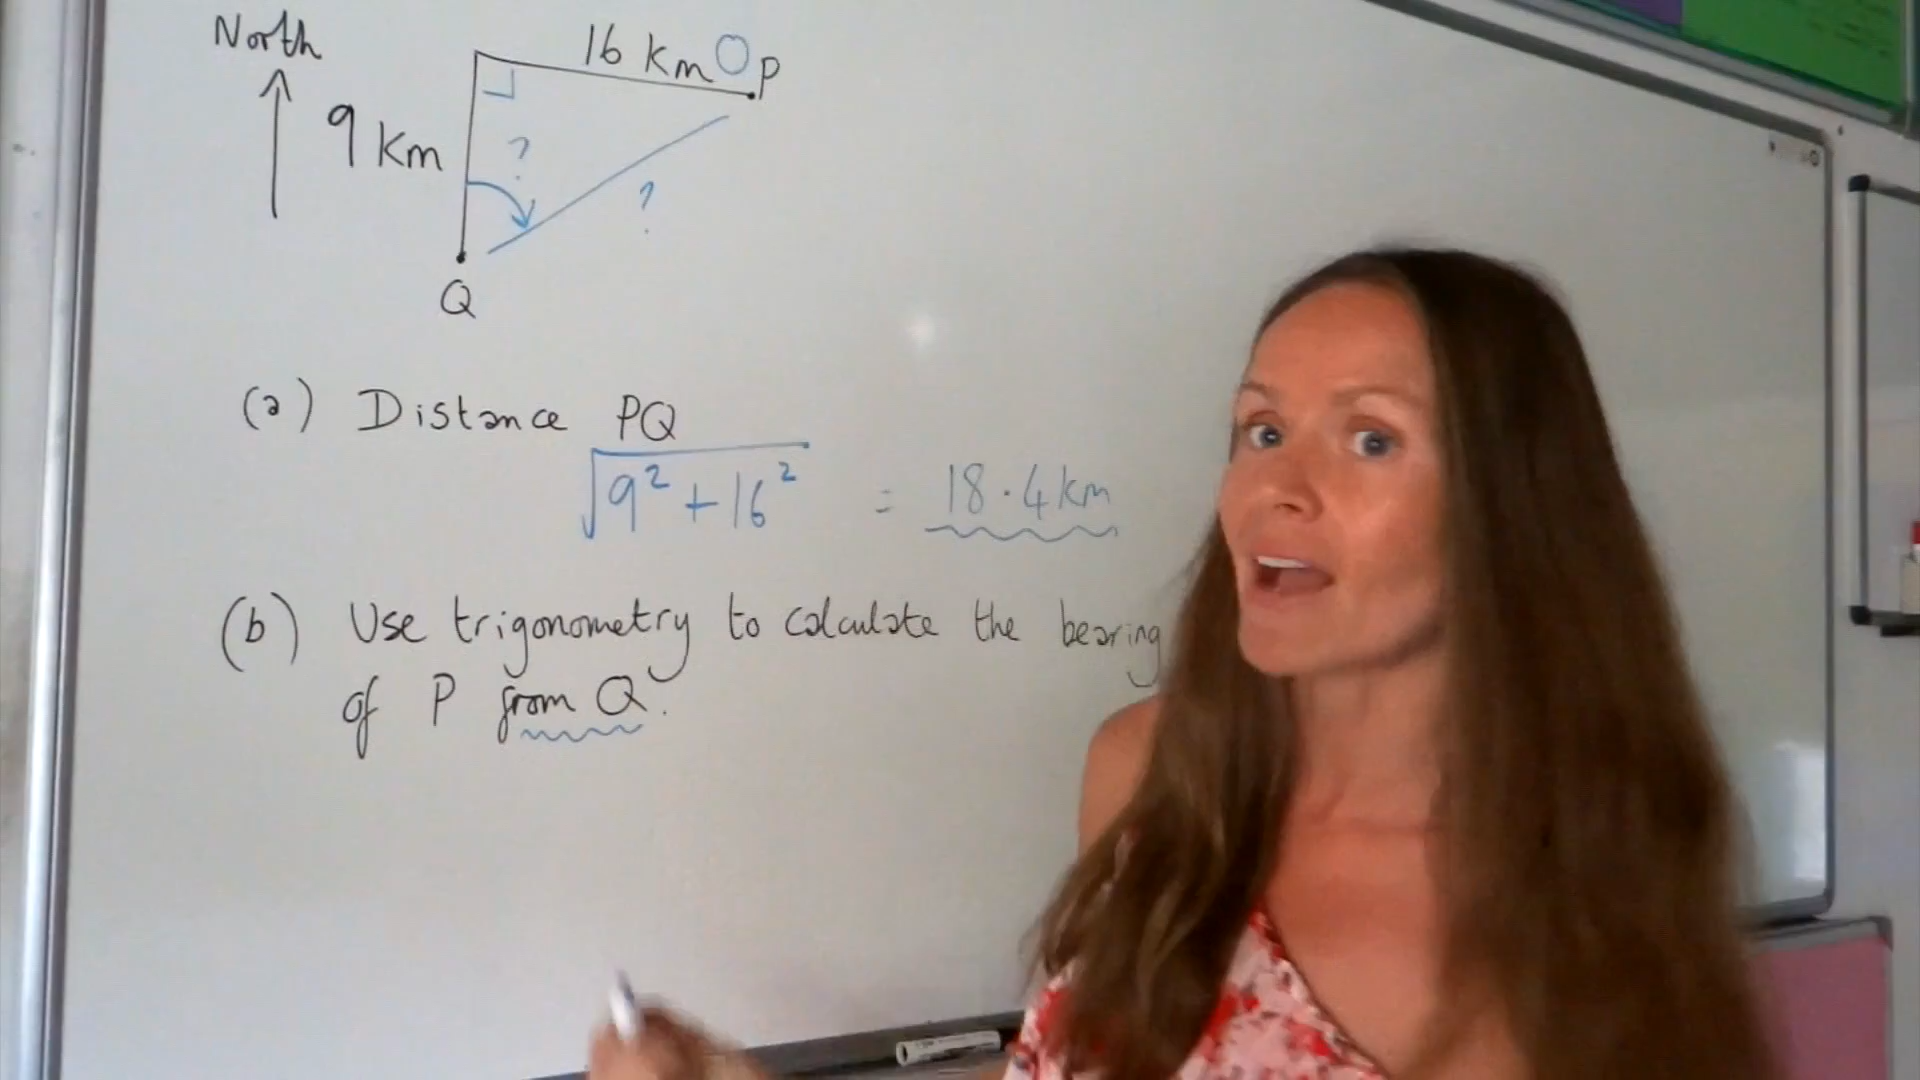 North
16 km O P
9 km
?
?
Q
(a) Distance PQ
√9² + 16² = 18.4 km
(b) Use trigonometry to calculate the bearing
of P from Q.